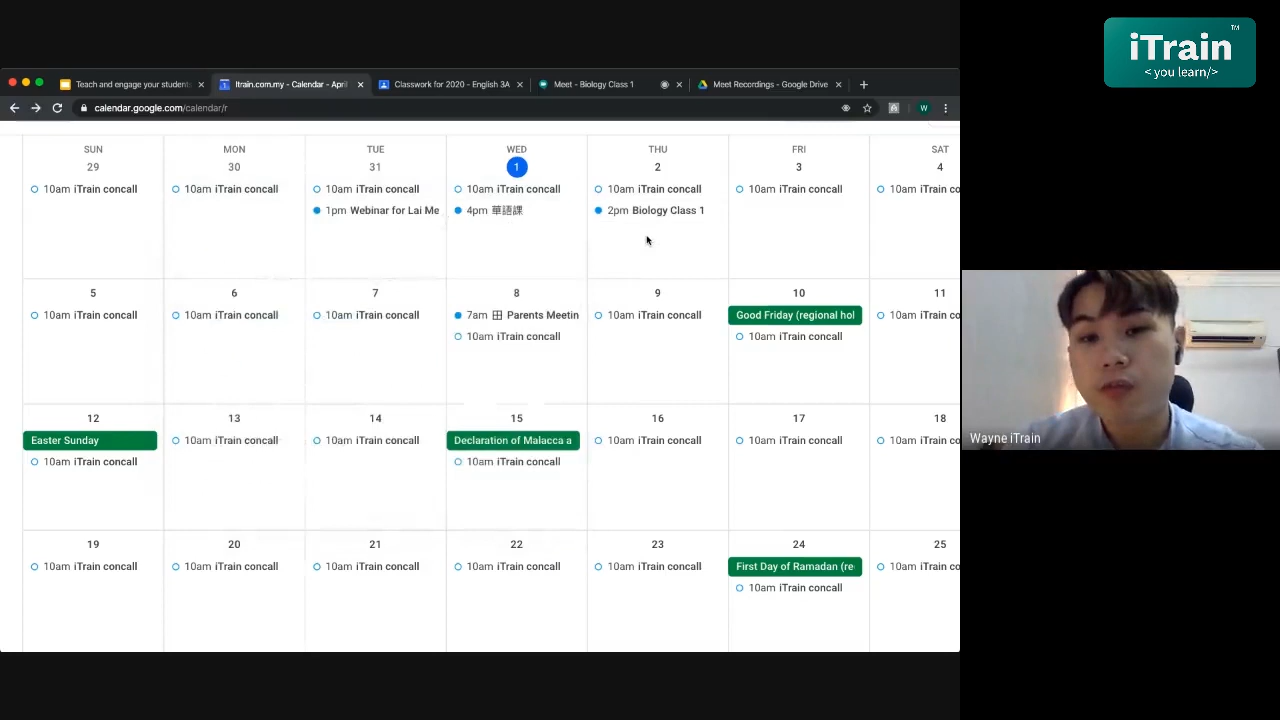 iTrain™
< you learn/>
Teach and engage your students
Itrain.com.my - Calendar - April
Classwork for 2020 - English 3A
Meet - Biology Class 1
Meet Recordings - Google Drive
calendar.google.com/calendar/r
W
SUN MON TUE WED THU FRI SAT
29 30 31 1 2 3 4
10am iTrain concall 10am iTrain concall 10am iTrain concall 10am iTrain concall 10am iTrain concall 10am iTrain concall 10am iTrain co
1pm Webinar for Lai Me 4pm 華語課 2pm Biology Class 1
5 6 7 8 9 10 11
10am iTrain concall 10am iTrain concall 10am iTrain concall 7am 田 Parents Meetin 10am iTrain concall Good Friday (regional hol 10am iTrain co
10am iTrain concall 10am iTrain concall
12 13 14 15 16 17 18
Easter Sunday 10am iTrain concall 10am iTrain concall Declaration of Malacca a 10am iTrain concall 10am iTrain concall 10am iTrain co
10am iTrain concall 10am iTrain concall
19 20 21 22 23 24 25
10am iTrain concall 10am iTrain concall 10am iTrain concall 10am iTrain concall 10am iTrain concall First Day of Ramadan (re 10am iTrain co
10am iTrain concall
Wayne iTrain